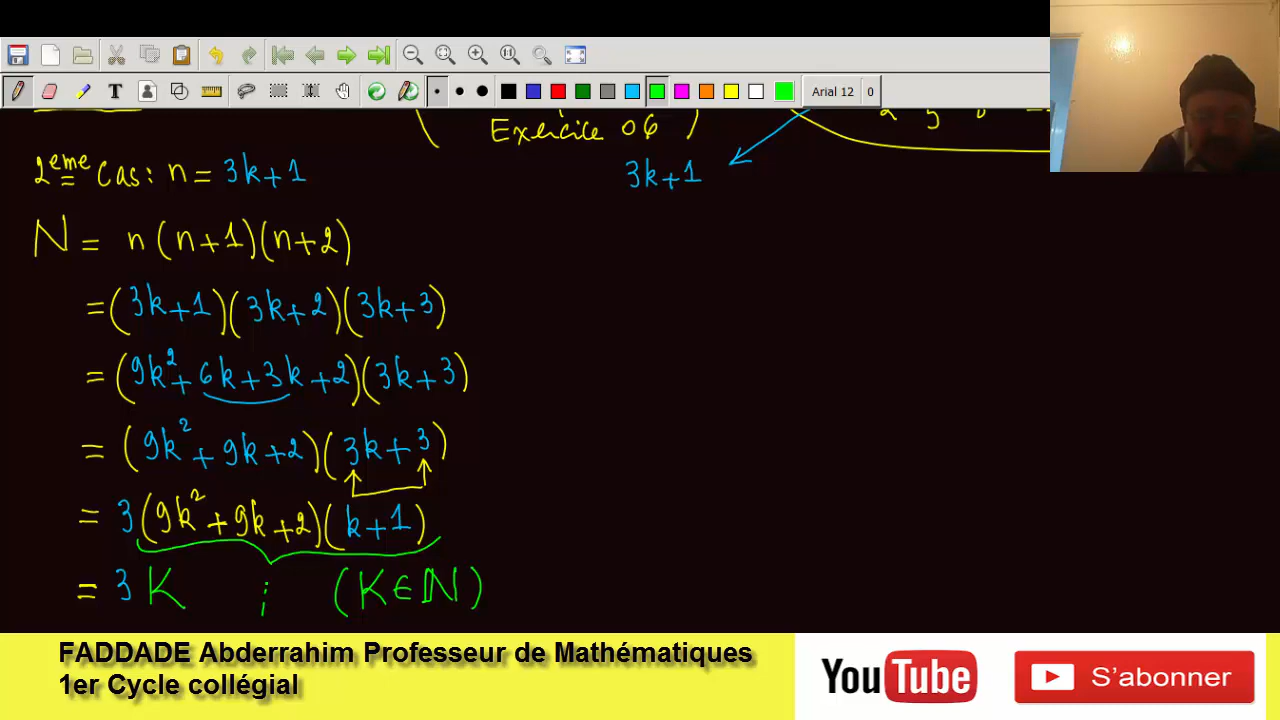 Arial 12 0
Exercice 06
2eme Cas: n = 3k+1
3k+1
N = n(n+1)(n+2)
= (3k+1)(3k+2)(3k+3)
= (9k²+6k+3k+2)(3k+3)
= (9k²+9k+2)(3k+3)
= 3(9k²+9k+2)(k+1)
= 3K ; (K∈ℕ)
FADDADE Abderrahim Professeur de Mathématiques
1er Cycle collégial
YouTube
S'abonner